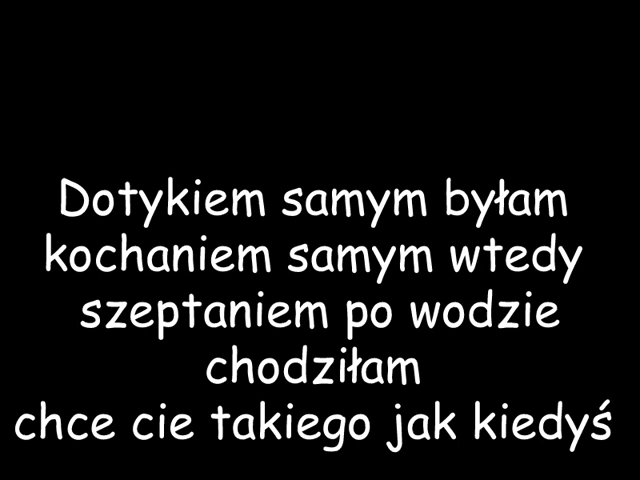 Dotykiem samym byłam
kochaniem samym wtedy
szeptaniem po wodzie
chodziłam
chce cie takiego jak kiedyś